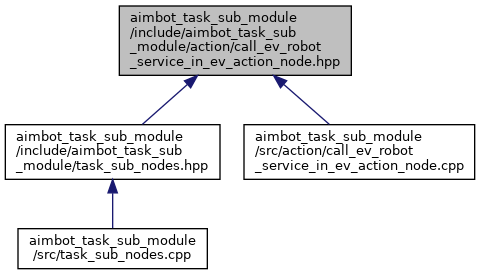 aimbot_task_sub_module
/include/aimbot_task_sub
_module/action/call_ev_robot
_service_in_ev_action_node.hpp
aimbot_task_sub_module
/include/aimbot_task_sub
_module/task_sub_nodes.hpp
aimbot_task_sub_module
/src/action/call_ev_robot
_service_in_ev_action_node.cpp
aimbot_task_sub_module
/src/task_sub_nodes.cpp